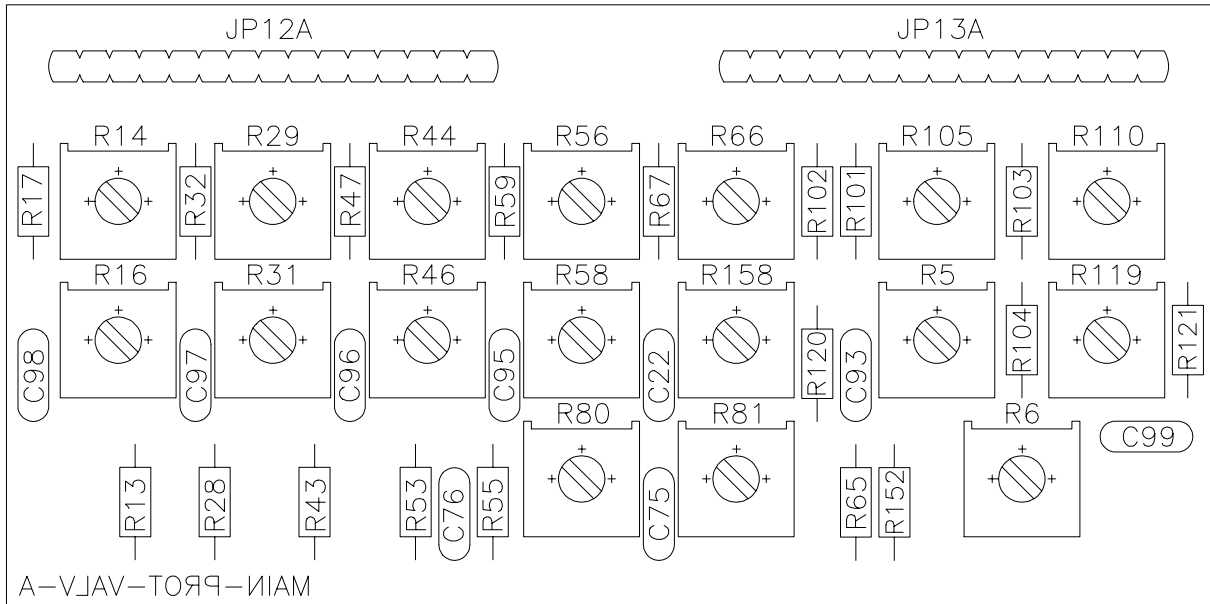 JP12A JP13A
R14 R29 R44 R56 R66 R105 R110
R17 R32 R47 R59 R67 R102 R101 R103
R16 R31 R46 R58 R158 R5 R119
C98 C97 C96 C95 C22 R120 C93 R104 R121
R80 R81 R6
C99
R13 R28 R43 R53 C76 R55 C75 R65 R152
MAIN-PROT-VALV-A